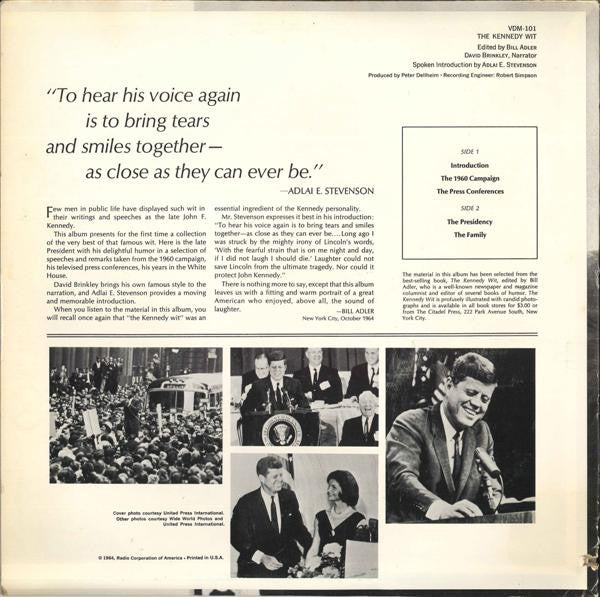 VDM-101
THE KENNEDY WIT
Edited by BILL ADLER
DAVID BRINKLEY, Narrator
Spoken Introduction by ADLAI E. STEVENSON
Produced by Peter Dellheim • Recording Engineer: Robert Simpson
"To hear his voice again
is to bring tears
and smiles together—
as close as they can ever be."
—ADLAI E. STEVENSON
Few men in public life have displayed such wit in
their writings and speeches as the late John F.
Kennedy.
This album presents for the first time a collection
of the very best of that famous wit. Here is the late
President with his delightful humor in a selection of
speeches and remarks taken from the 1960 campaign,
his televised press conferences, his years in the White
House.
David Brinkley brings his own famous style to the
narration, and Adlai E. Stevenson provides a moving
and memorable introduction.
When you listen to the material in this album, you
will recall once again that "the Kennedy wit" was an
essential ingredient of the Kennedy personality.
Mr. Stevenson expresses it best in his introduction:
"To hear his voice again is to bring tears and smiles
together—as close as they can ever be....Long ago I
was struck by the mighty irony of Lincoln's words,
'With the fearful strain that is on me night and day,
if I did not laugh I should die.' Laughter could not
save Lincoln from the ultimate tragedy. Nor could it
protect John Kennedy."
There is nothing more to say, except that this album
leaves us with a fitting and warm portrait of a great
American who enjoyed, above all, the sound of
laughter.
—BILL ADLER
New York City, October 1964
SIDE 1
Introduction
The 1960 Campaign
The Press Conferences
SIDE 2
The Presidency
The Family
The material in this album has been selected from the
best-selling book, The Kennedy Wit, edited by Bill
Adler, who is a well-known newspaper and magazine
columnist and editor of several books of humor. The
Kennedy Wit is profusely illustrated with candid photo-
graphs and is available in all book stores for $3.00 or
from The Citadel Press, 222 Park Avenue South, New
York City.
Cover photo courtesy United Press International.
Other photos courtesy Wide World Photos and
United Press International.
© 1964, Radio Corporation of America • Printed in U.S.A.